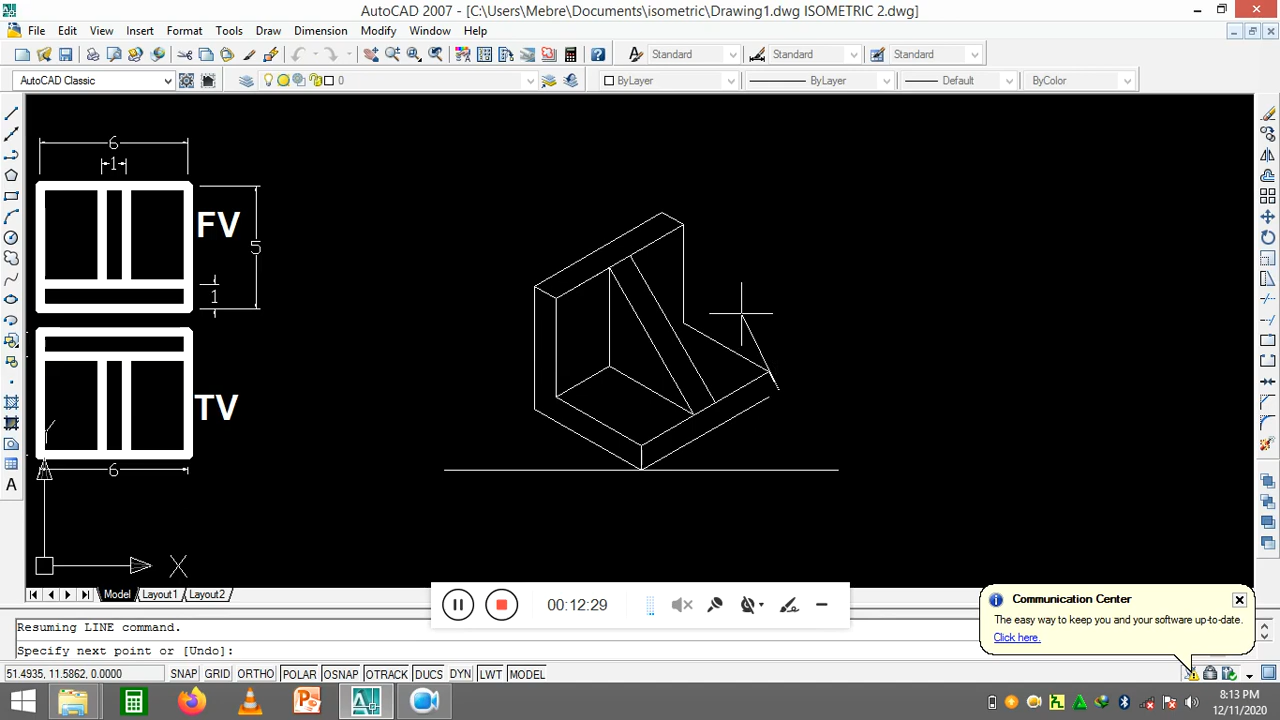 AutoCAD 2007 - [C:\Users\Mebre\Documents\isometric\Drawing1.dwg ISOMETRIC 2.dwg]
File Edit View Insert Format Tools Draw Dimension Modify Window Help
Standard Standard Standard
AutoCAD Classic 0 ByLayer ByLayer Default ByColor
6
1
FV
5
1
TV
Y
6
X
A
Model Layout1 Layout2
00:12:29
Communication Center
The easy way to keep you and your software up-to-date.
Click here.
Resuming LINE command.
Specify next point or [Undo]:
51.4935, 11.5862, 0.0000 SNAP GRID ORTHO POLAR OSNAP OTRACK DUCS DYN LWT MODEL
8:13 PM
12/11/2020